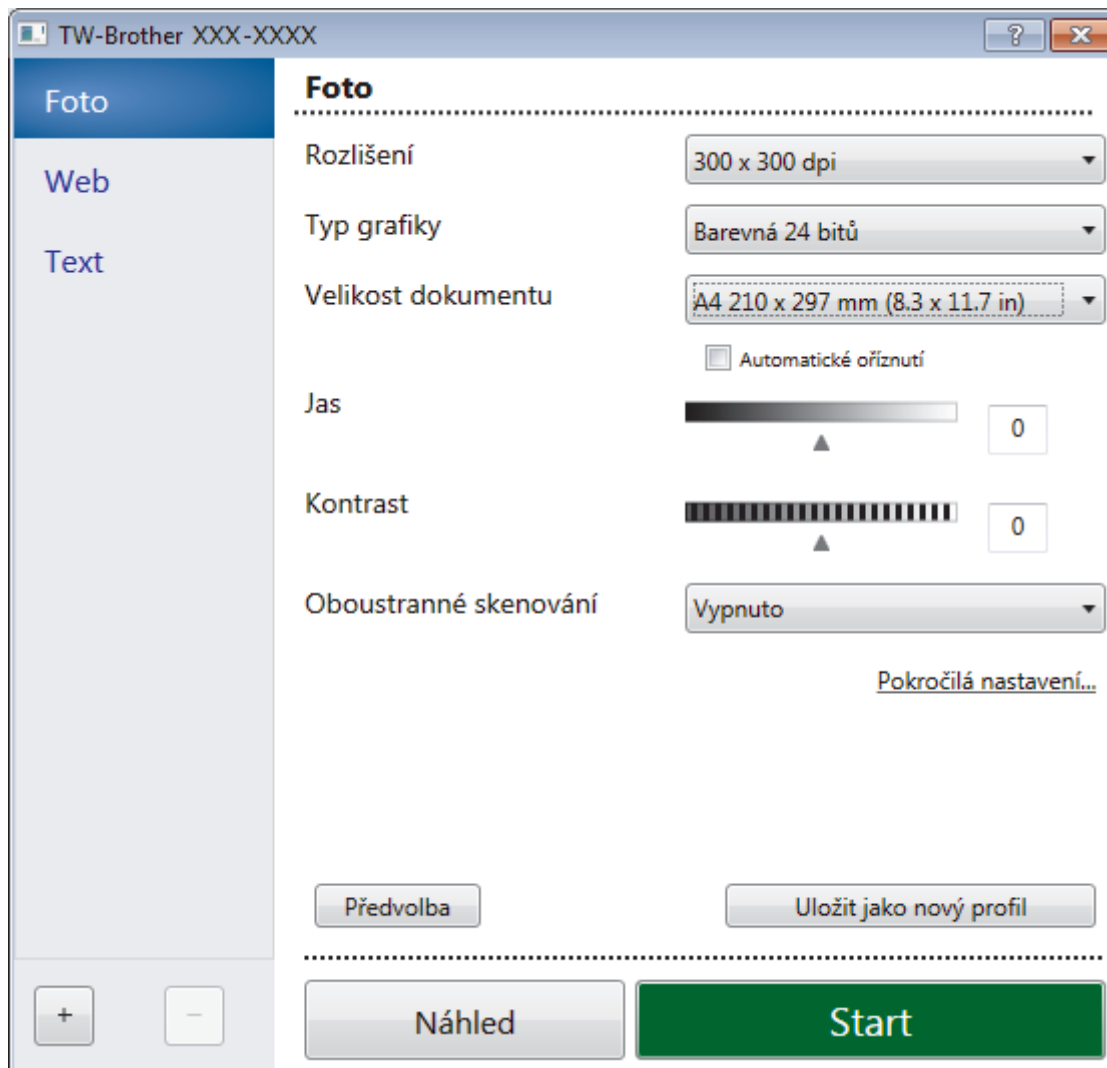 TW-Brother XXX-XXXX
?
Foto
Web
Text
Foto
Rozlišení
300 x 300 dpi
Typ grafiky
Barevná 24 bitů
Velikost dokumentu
A4 210 x 297 mm (8.3 x 11.7 in)
Automatické oříznutí
Jas
0
Kontrast
0
Oboustranné skenování
Vypnuto
Pokročilá nastavení...
Předvolba
Uložit jako nový profil
+
−
Náhled
Start